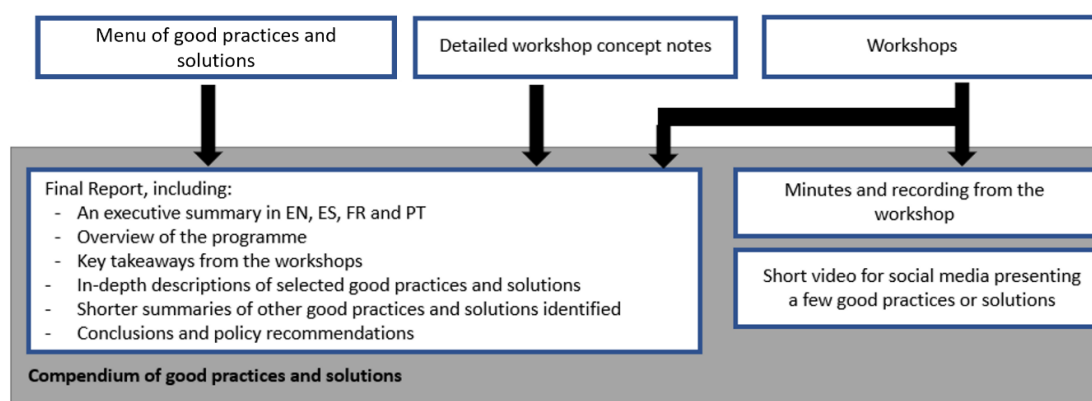 Menu of good practices and
solutions
Detailed workshop concept notes
Workshops
Final Report, including:
- An executive summary in EN, ES, FR and PT
- Overview of the programme
- Key takeaways from the workshops
- In-depth descriptions of selected good practices and solutions
- Shorter summaries of other good practices and solutions identified
- Conclusions and policy recommendations
Minutes and recording from the
workshop
Short video for social media presenting
a few good practices or solutions
Compendium of good practices and solutions